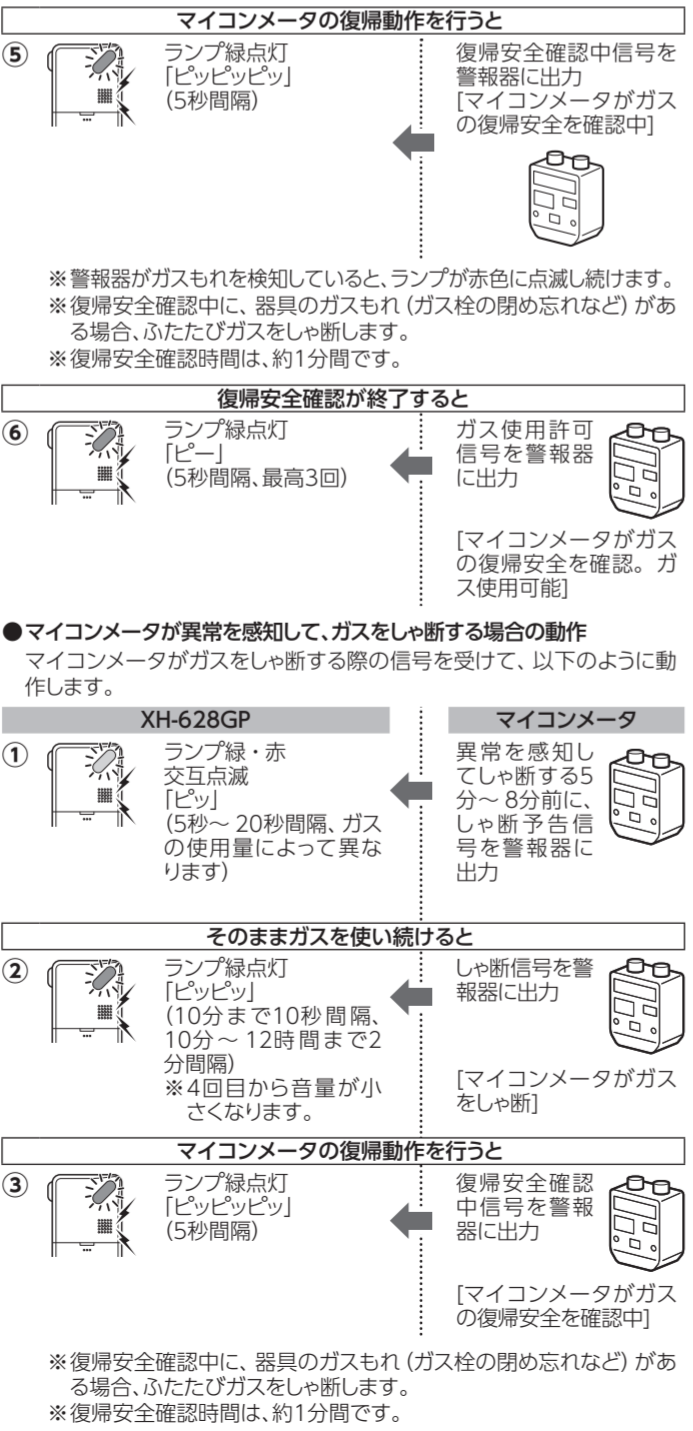 マイコンメータの復帰動作を行うと
⑤
ランプ緑点灯
「ピッピッピッ」
(5秒間隔)
復帰安全確認中信号を
警報器に出力
[マイコンメータがガス
の復帰安全を確認中]
※警報器がガスもれを検知していると、ランプが赤色に点滅し続けます。
※復帰安全確認中に、器具のガスもれ（ガス栓の閉め忘れなど）があ
る場合、ふたたびガスをしゃ断します。
※復帰安全確認時間は、約1分間です。
復帰安全確認が終了すると
⑥
ランプ緑点灯
「ピー」
(5秒間隔、最高3回)
ガス使用許可
信号を警報器
に出力
[マイコンメータがガス
の復帰安全を確認。ガ
ス使用可能]
●マイコンメータが異常を感知して、ガスをしゃ断する場合の動作
マイコンメータがガスをしゃ断する際の信号を受けて、以下のように動
作します。
XH-628GP
マイコンメータ
①
ランプ緑・赤
交互点滅
「ピッ」
(5秒～20秒間隔、ガス
の使用量によって異な
ります)
異常を感知し
てしゃ断する5
分～8分前に、
しゃ断予告信
号を警報器に
出力
そのままガスを使い続けると
②
ランプ緑点灯
「ピッピッ」
(10分まで10秒間隔、
10分～12時間まで2
分間隔)
※4回目から音量が小
さくなります。
しゃ断信号を警
報器に出力
[マイコンメータがガス
をしゃ断]
マイコンメータの復帰動作を行うと
③
ランプ緑点灯
「ピッピッピッ」
(5秒間隔)
復帰安全確認
中信号を警報
器に出力
[マイコンメータがガス
の復帰安全を確認中]
※復帰安全確認中に、器具のガスもれ（ガス栓の閉め忘れなど）があ
る場合、ふたたびガスをしゃ断します。
※復帰安全確認時間は、約1分間です。